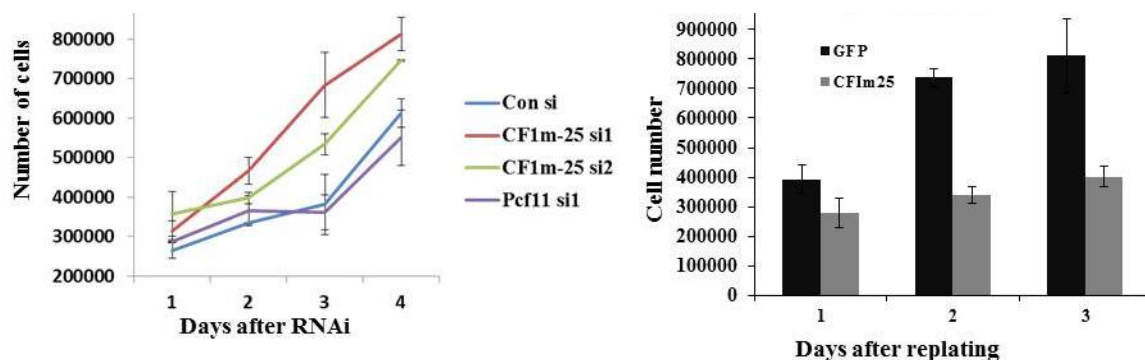 Number of cells
800000
700000
600000
500000
400000
300000
200000
1 2 3 4
Days after RNAi
Con si
CF1m-25 si1
CF1m-25 si2
Pcf11 si1
Cell number
900000
800000
700000
600000
500000
400000
300000
200000
100000
0
GFP
CFIm25
1 2 3
Days after replating